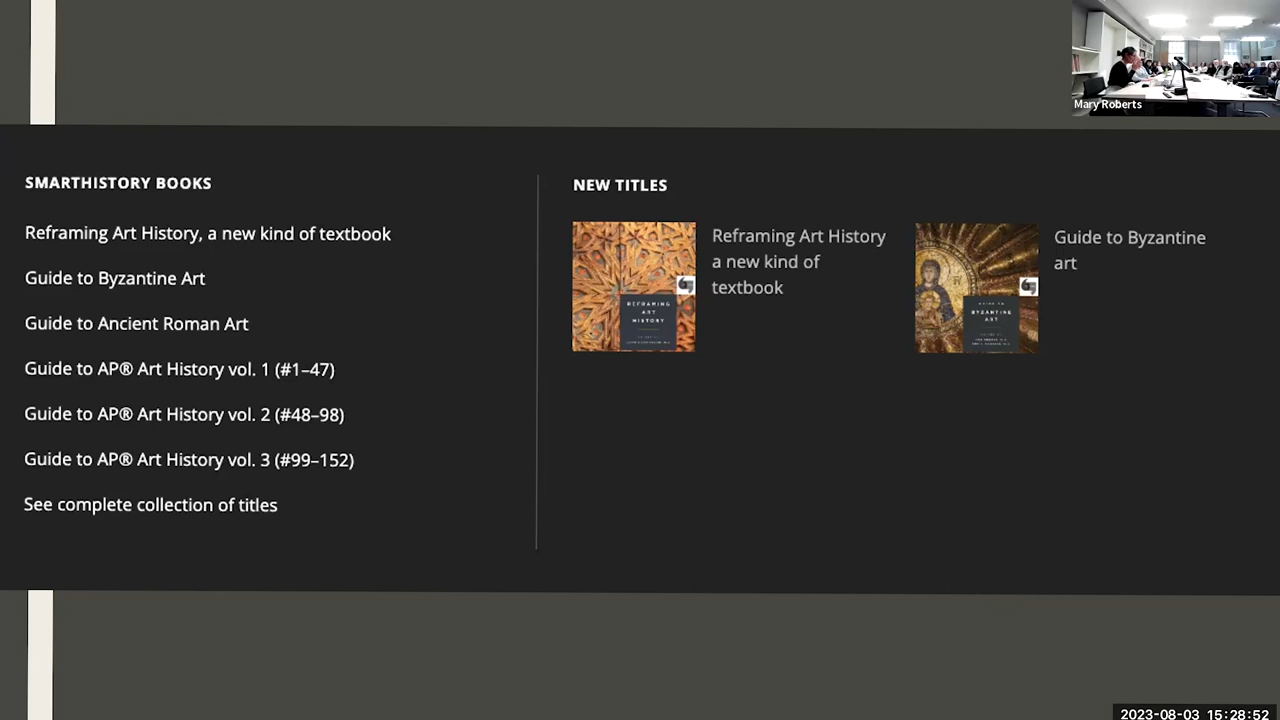 Mary Roberts
SMARTHISTORY BOOKS
Reframing Art History, a new kind of textbook
Guide to Byzantine Art
Guide to Ancient Roman Art
Guide to AP® Art History vol. 1 (#1–47)
Guide to AP® Art History vol. 2 (#48–98)
Guide to AP® Art History vol. 3 (#99–152)
See complete collection of titles
NEW TITLES
REFRAMING
ART
HISTORY
Reframing Art History
a new kind of
textbook
GUIDE TO
BYZANTINE
ART
Guide to Byzantine
art
2023-08-03 15:28:52